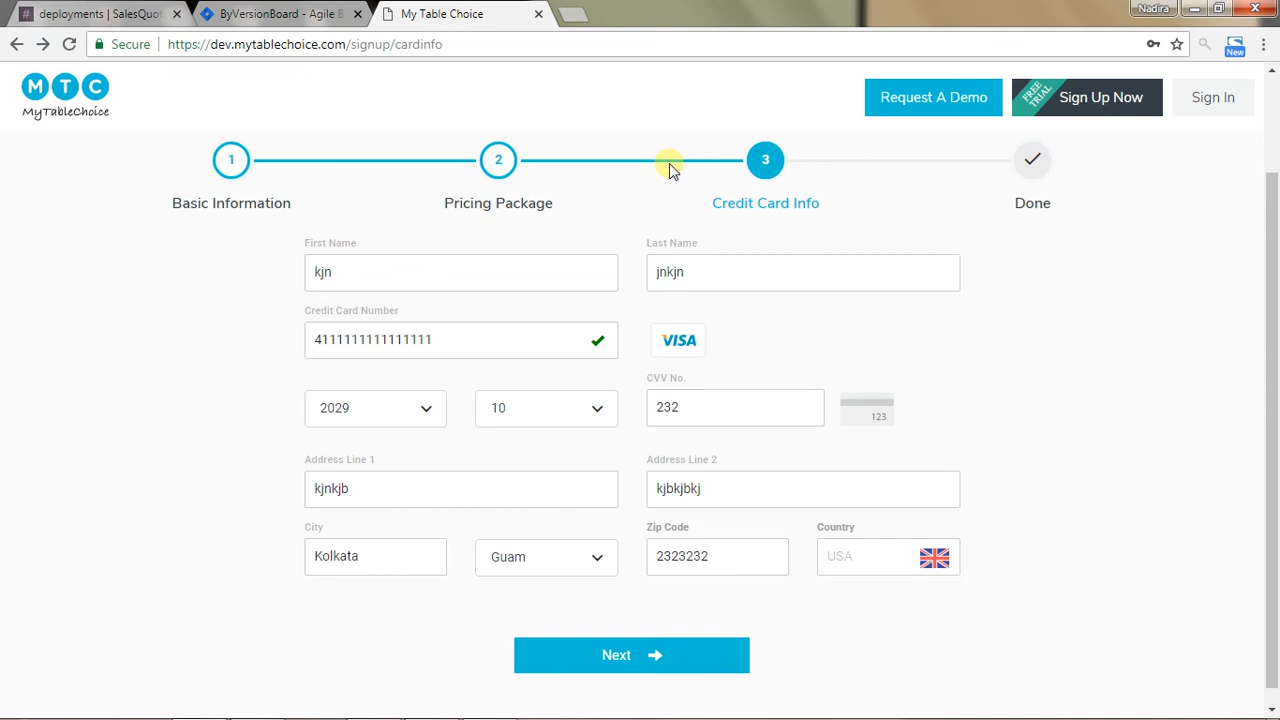 deployments | SalesQuot
ByVersionBoard - Agile B
My Table Choice
Nadira
Secure
https://dev.mytablechoice.com/signup/cardinfo
New
M T C
MyTableChoice
Request A Demo
FREE TRIAL
Sign Up Now
Sign In
1
2
3
Basic Information
Pricing Package
Credit Card Info
Done
First Name
Last Name
kjn
jnkjn
Credit Card Number
4111111111111111
VISA
CVV No.
2029
10
232
123
Address Line 1
Address Line 2
kjnkjb
kjbkjbkj
City
Zip Code
Country
Kolkata
Guam
2323232
USA
Next